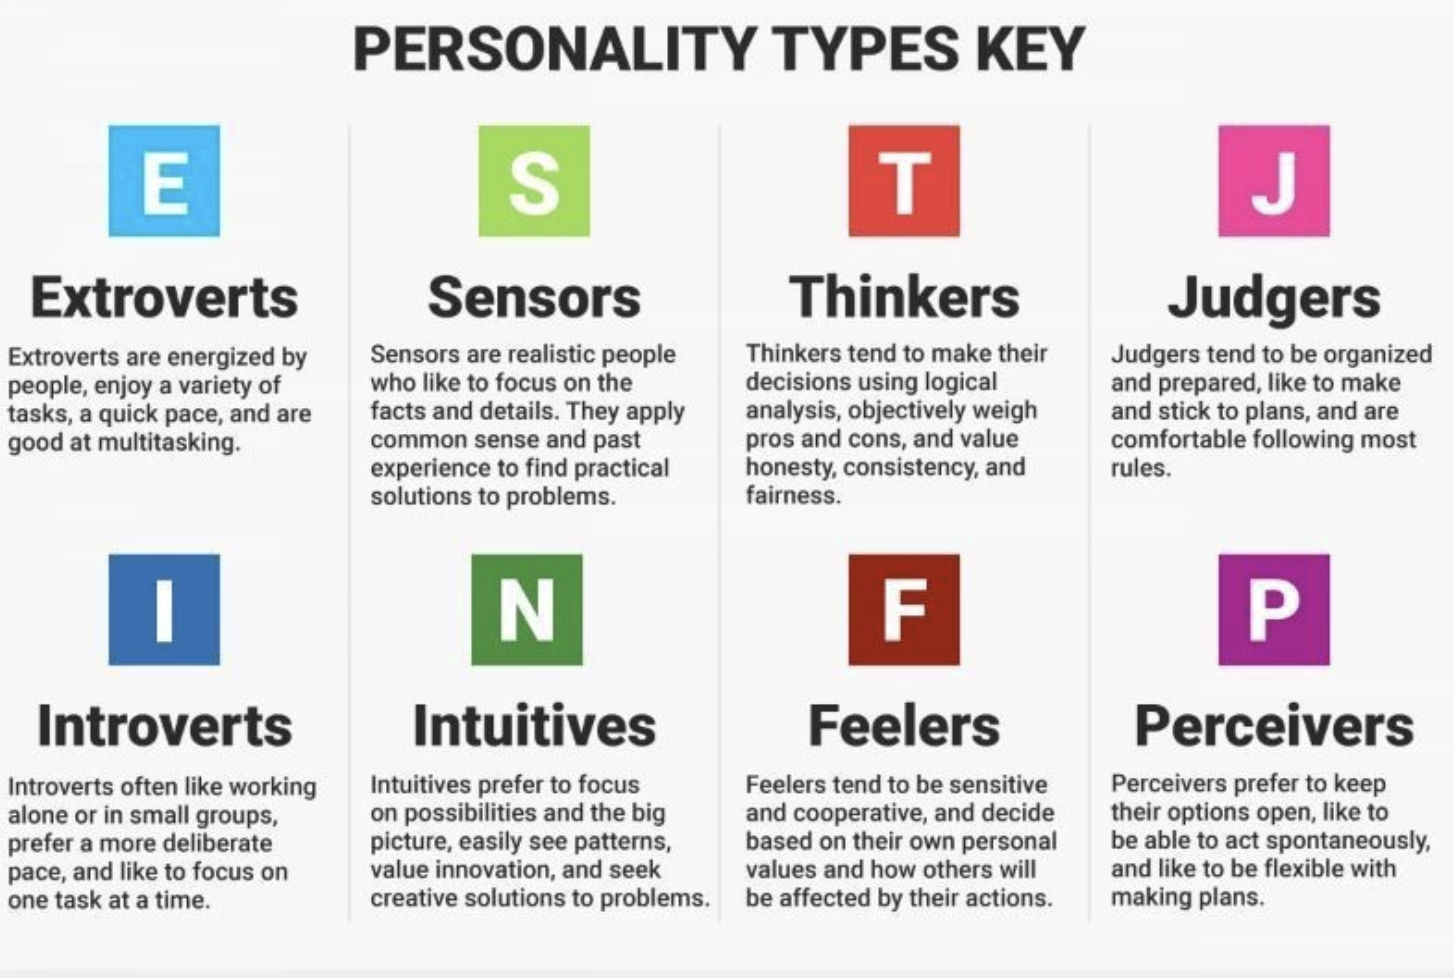 PERSONALITY TYPES KEY
E
Extroverts
Extroverts are energized by
people, enjoy a variety of
tasks, a quick pace, and are
good at multitasking.
S
Sensors
Sensors are realistic people
who like to focus on the
facts and details. They apply
common sense and past
experience to find practical
solutions to problems.
T
Thinkers
Thinkers tend to make their
decisions using logical
analysis, objectively weigh
pros and cons, and value
honesty, consistency, and
fairness.
J
Judgers
Judgers tend to be organized
and prepared, like to make
and stick to plans, and are
comfortable following most
rules.
I
Introverts
Introverts often like working
alone or in small groups,
prefer a more deliberate
pace, and like to focus on
one task at a time.
N
Intuitives
Intuitives prefer to focus
on possibilities and the big
picture, easily see patterns,
value innovation, and seek
creative solutions to problems.
F
Feelers
Feelers tend to be sensitive
and cooperative, and decide
based on their own personal
values and how others will
be affected by their actions.
P
Perceivers
Perceivers prefer to keep
their options open, like to
be able to act spontaneously,
and like to be flexible with
making plans.